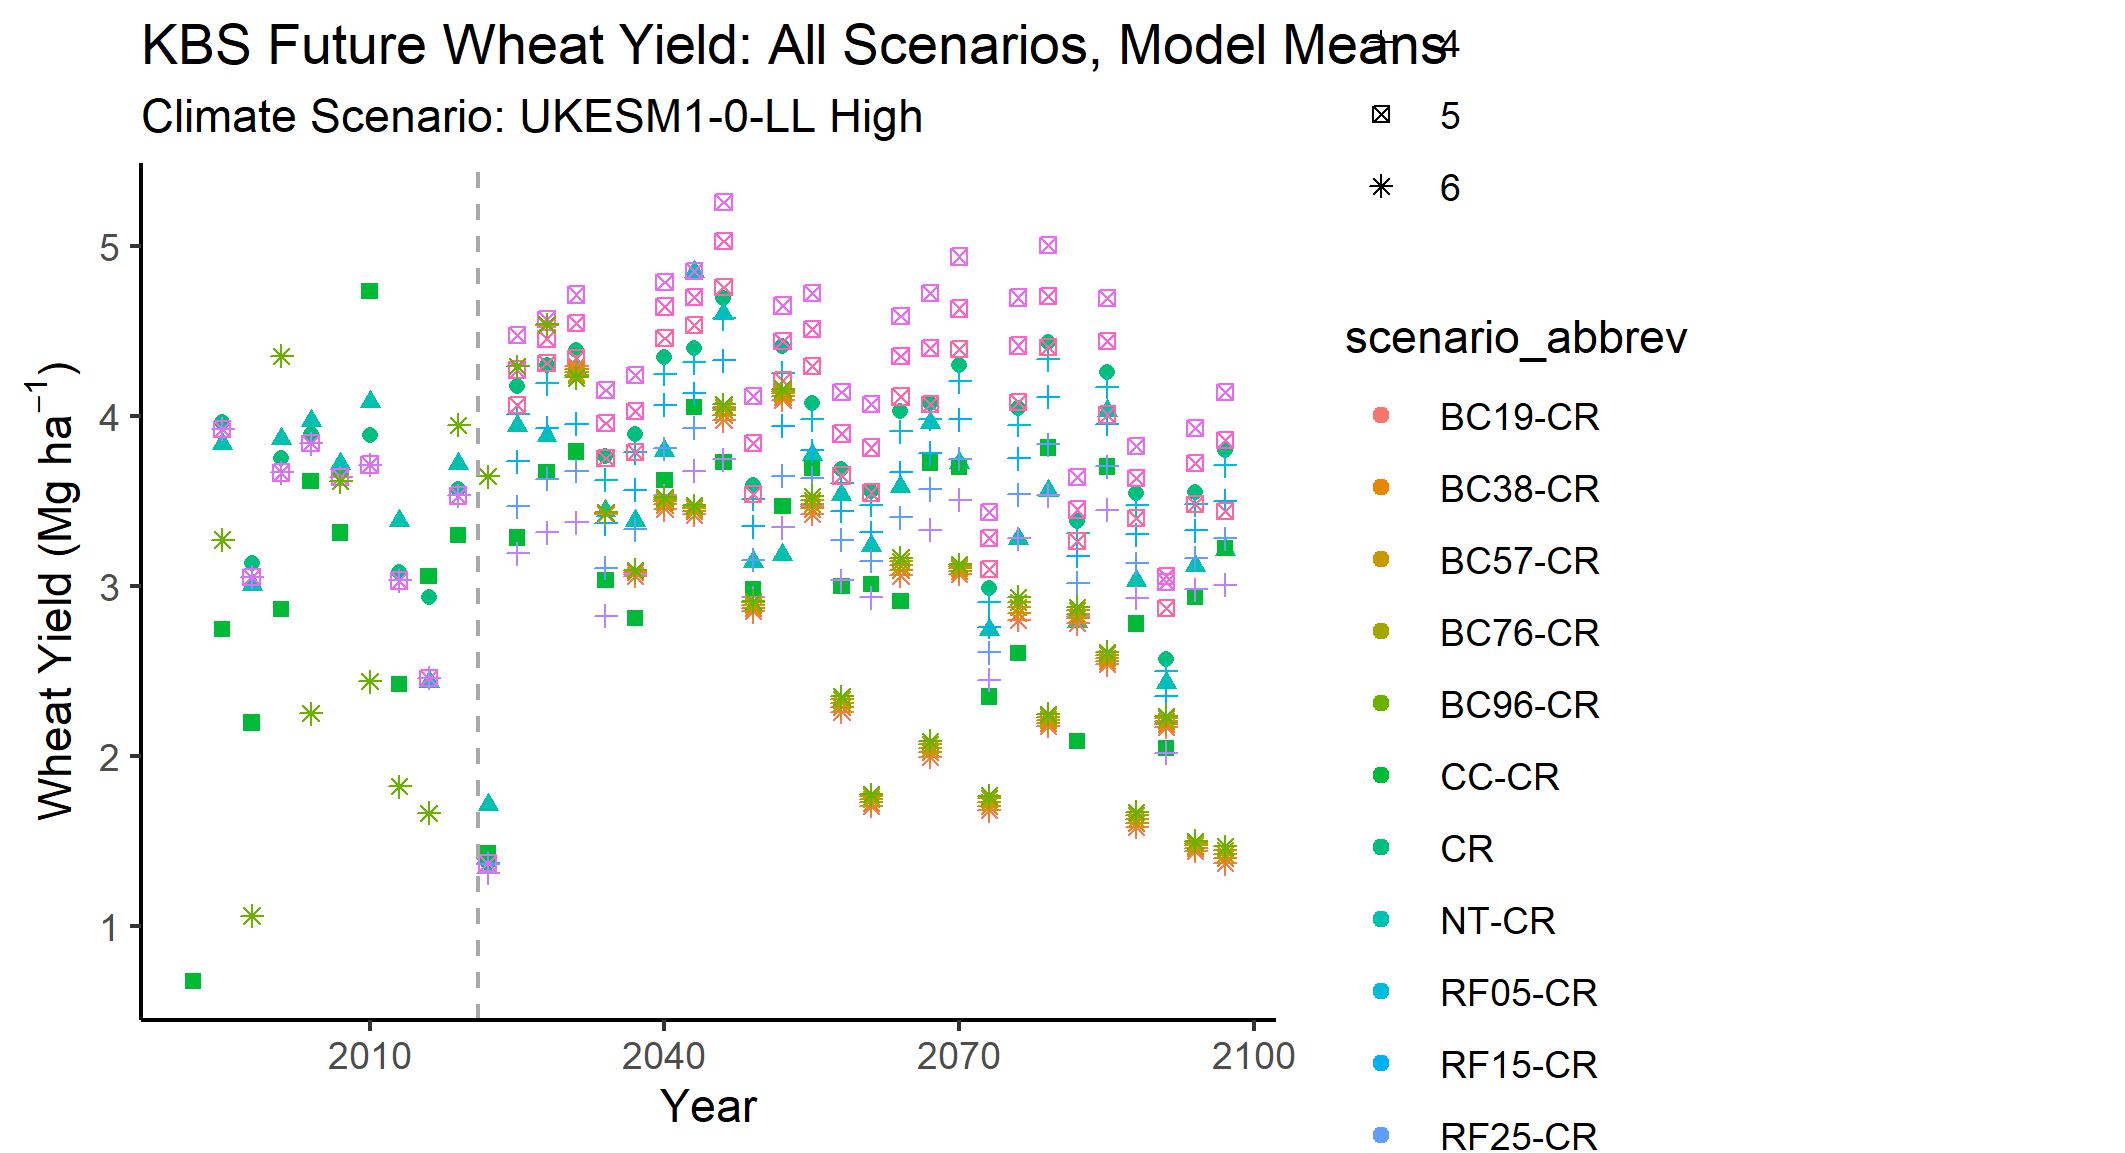 KBS Future Wheat Yield: All Scenarios, Model Means
Climate Scenario: UKESM1-0-LL High
4
5
6
Wheat Yield (Mg ha⁻¹)
5
4
3
2
1
2010
2040
2070
2100
Year
scenario_abbrev
BC19-CR
BC38-CR
BC57-CR
BC76-CR
BC96-CR
CC-CR
CR
NT-CR
RF05-CR
RF15-CR
RF25-CR